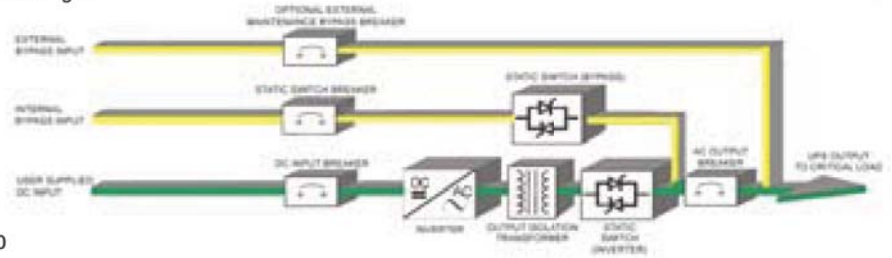 OPTIONAL EXTERNAL
MAINTENANCE BYPASS BREAKER
EXTERNAL
BYPASS INPUT
STATIC SWITCH BREAKER
STATIC SWITCH (BYPASS)
INTERNAL
BYPASS INPUT
DC INPUT BREAKER
AC OUTPUT
BREAKER
UPS OUTPUT
TO CRITICAL LOAD
USER SUPPLIED
DC INPUT
DC
AC
INVERTER
OUTPUT ISOLATION
TRANSFORMER
STATIC
SWITCH
(INVERTER)